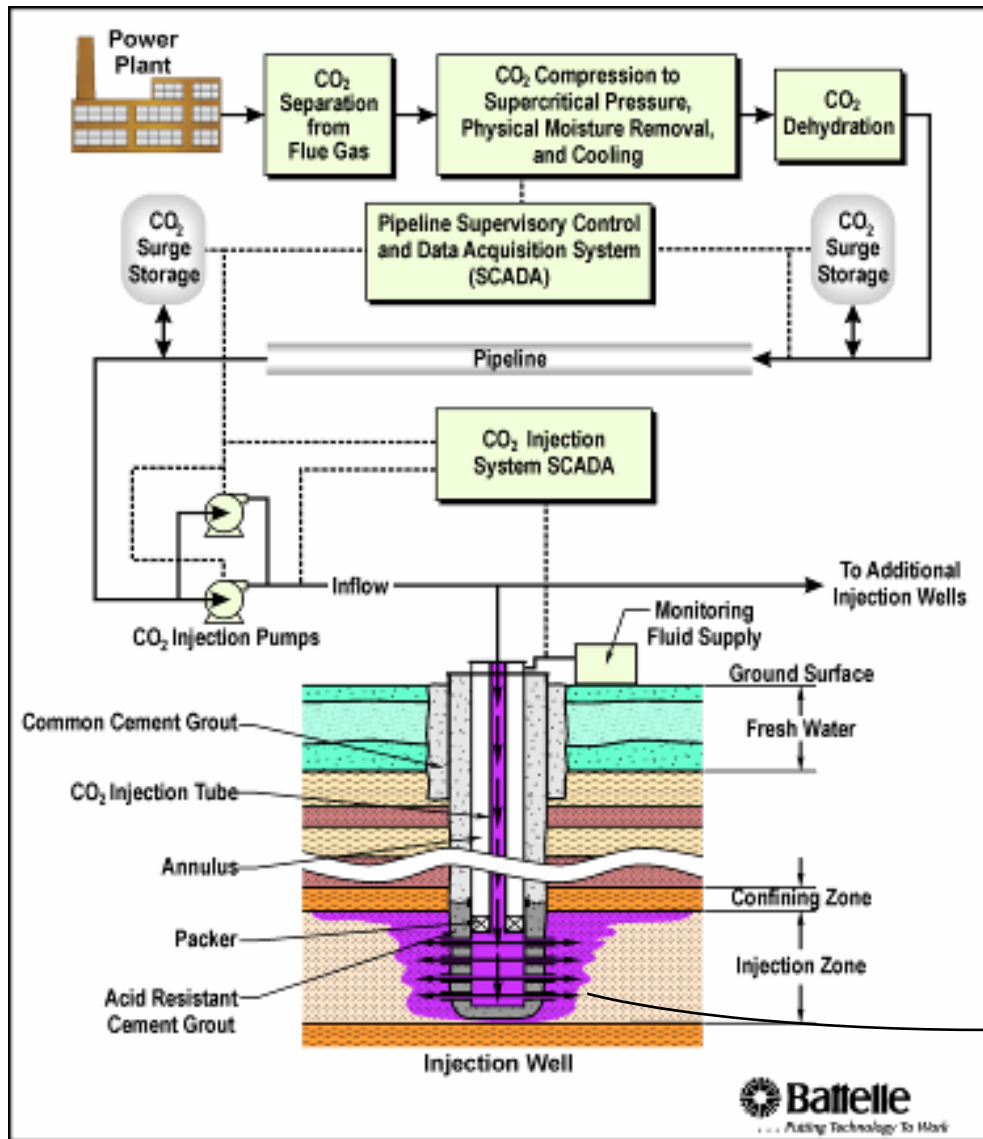 Power
Plant
CO2
Separation
from
Flue Gas
CO2 Compression to
Supercritical Pressure,
Physical Moisture Removal,
and Cooling
CO2
Dehydration
CO2
Surge
Storage
Pipeline Supervisory Control
and Data Acquisition System
(SCADA)
CO2
Surge
Storage
Pipeline
CO2 Injection
System SCADA
Inflow
To Additional
Injection Wells
CO2 Injection Pumps
Monitoring
Fluid Supply
Ground Surface
Common Cement Grout
Fresh Water
CO2 Injection Tube
Annulus
Confining Zone
Packer
Injection Zone
Acid Resistant
Cement Grout
Injection Well
Battelle
. . . Putting Technology To Work